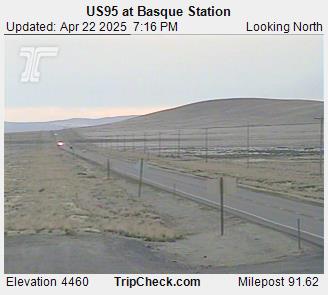 US95 at Basque Station
Updated: Apr 22 2025 7:16 PM Looking North
Elevation 4460 TripCheck.com Milepost 91.62